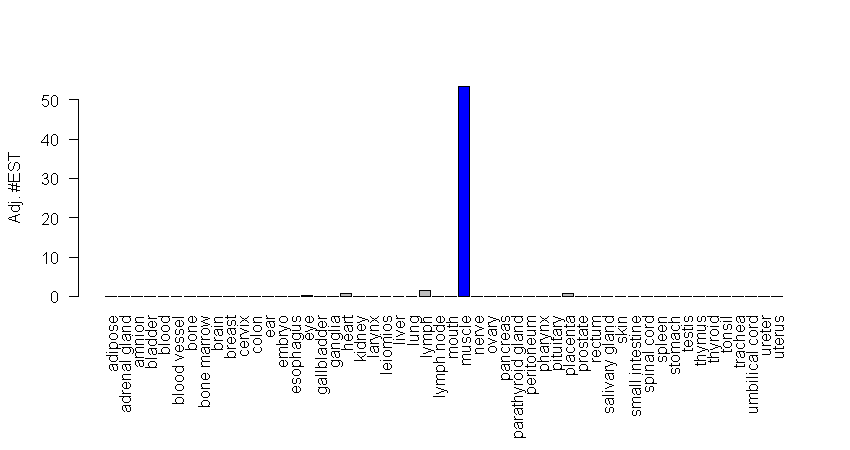 50
40
30
20
10
0
Adj. #EST
adipose
adrenal gland
amnion
bladder
blood
blood vessel
bone
bone marrow
brain
breast
cervix
colon
ear
embryo
esophagus
eye
gallbladder
ganglia
heart
kidney
larynx
leiomios
liver
lung
lymph
lymph node
mouth
muscle
nerve
ovary
pancreas
parathyroid gland
peritoneum
pharynx
pituitary
placenta
prostate
rectum
salivary gland
skin
small intestine
spinal cord
spleen
stomach
testis
thymus
thyroid
tonsil
trachea
umbilical cord
ureter
uterus